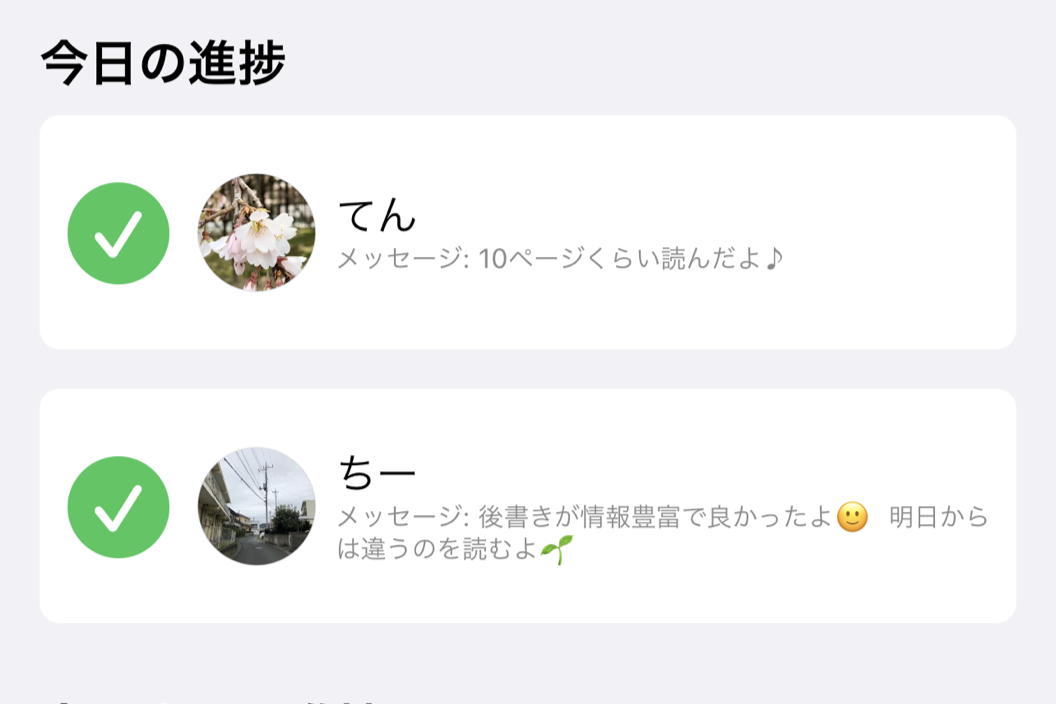 今日の進捗
てん
メッセージ: 10ページくらい読んだよ♪
ちー
メッセージ: 後書きが情報豊富で良かったよ🙂 明日から
は違うのを読むよ🌱